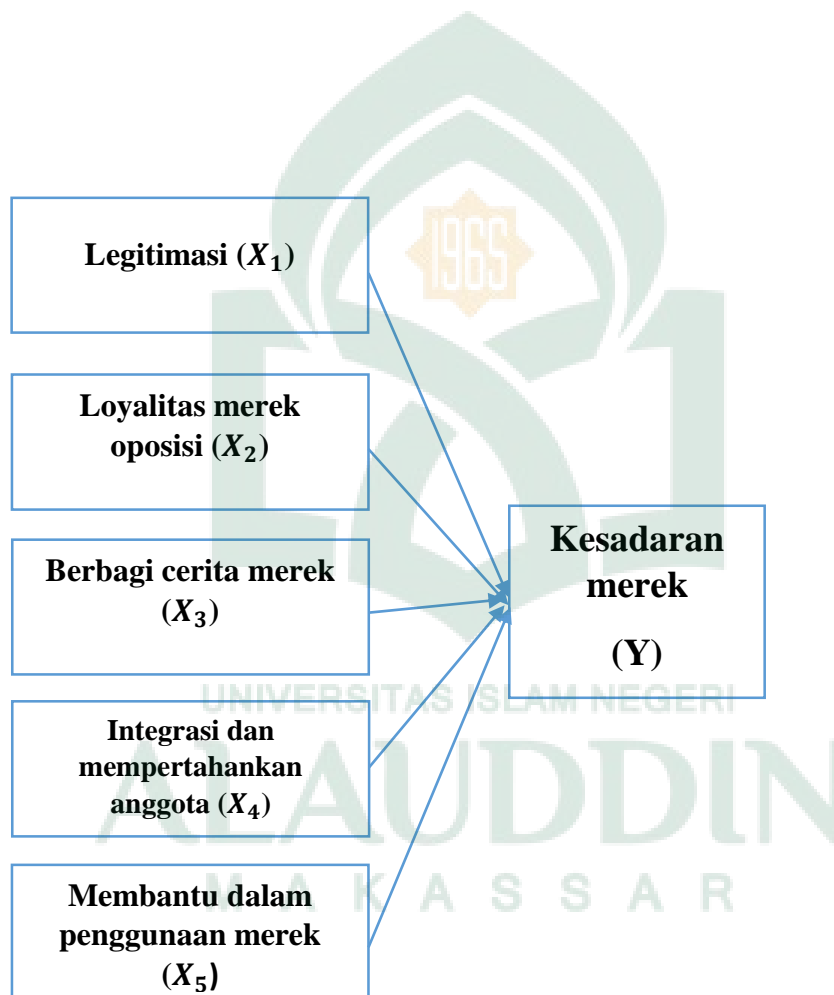 1965
Legitimasi (X₁)
Loyalitas merek
oposisi (X₂)
Berbagi cerita merek
(X₃)
Kesadaran
merek
(Y)
UNIVERSITAS ISLAM NEGERI
Integrasi dan
mempertahankan
anggota (X₄)
ALAUDDIN
MAKASSAR
Membantu dalam
penggunaan merek
(X₅)